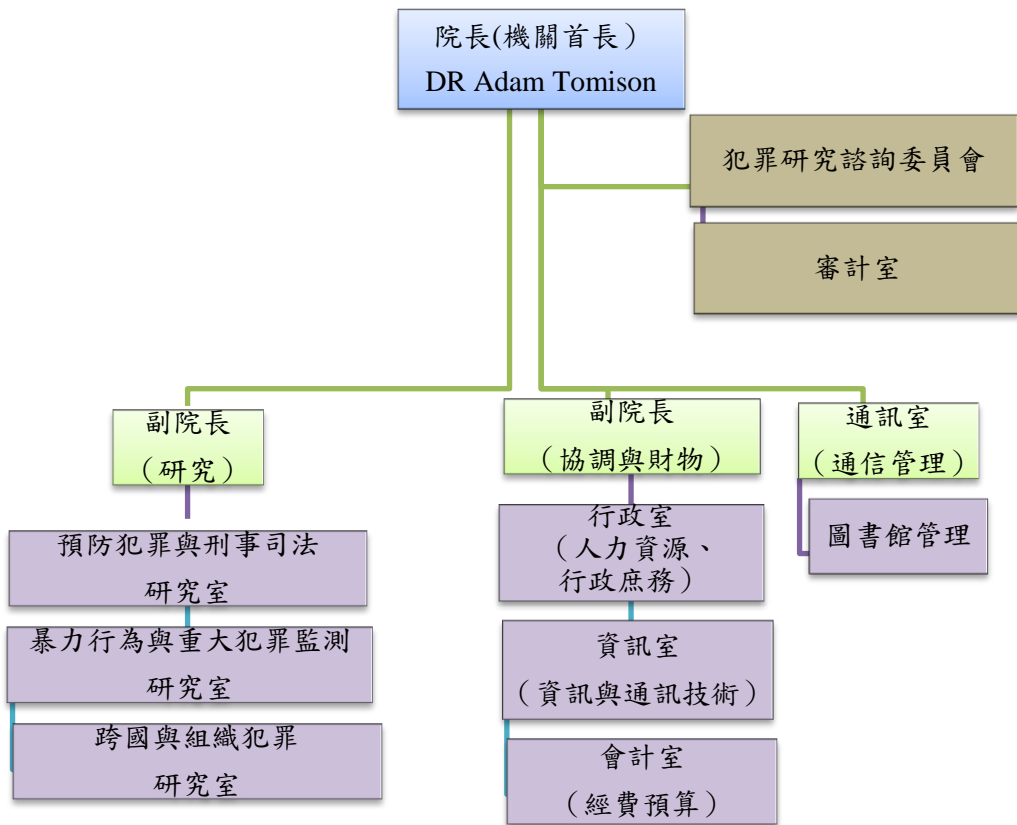 院長(機關首長）
DR Adam Tomison
犯罪研究諮詢委員會
審計室
副院長
（研究）
預防犯罪與刑事司法
研究室
暴力行為與重大犯罪監測
研究室
跨國與組織犯罪
研究室
副院長
（協調與財物）
行政室
（人力資源、
行政庶務）
資訊室
（資訊與通訊技術）
會計室
（經費預算）
通訊室
（通信管理）
圖書館管理